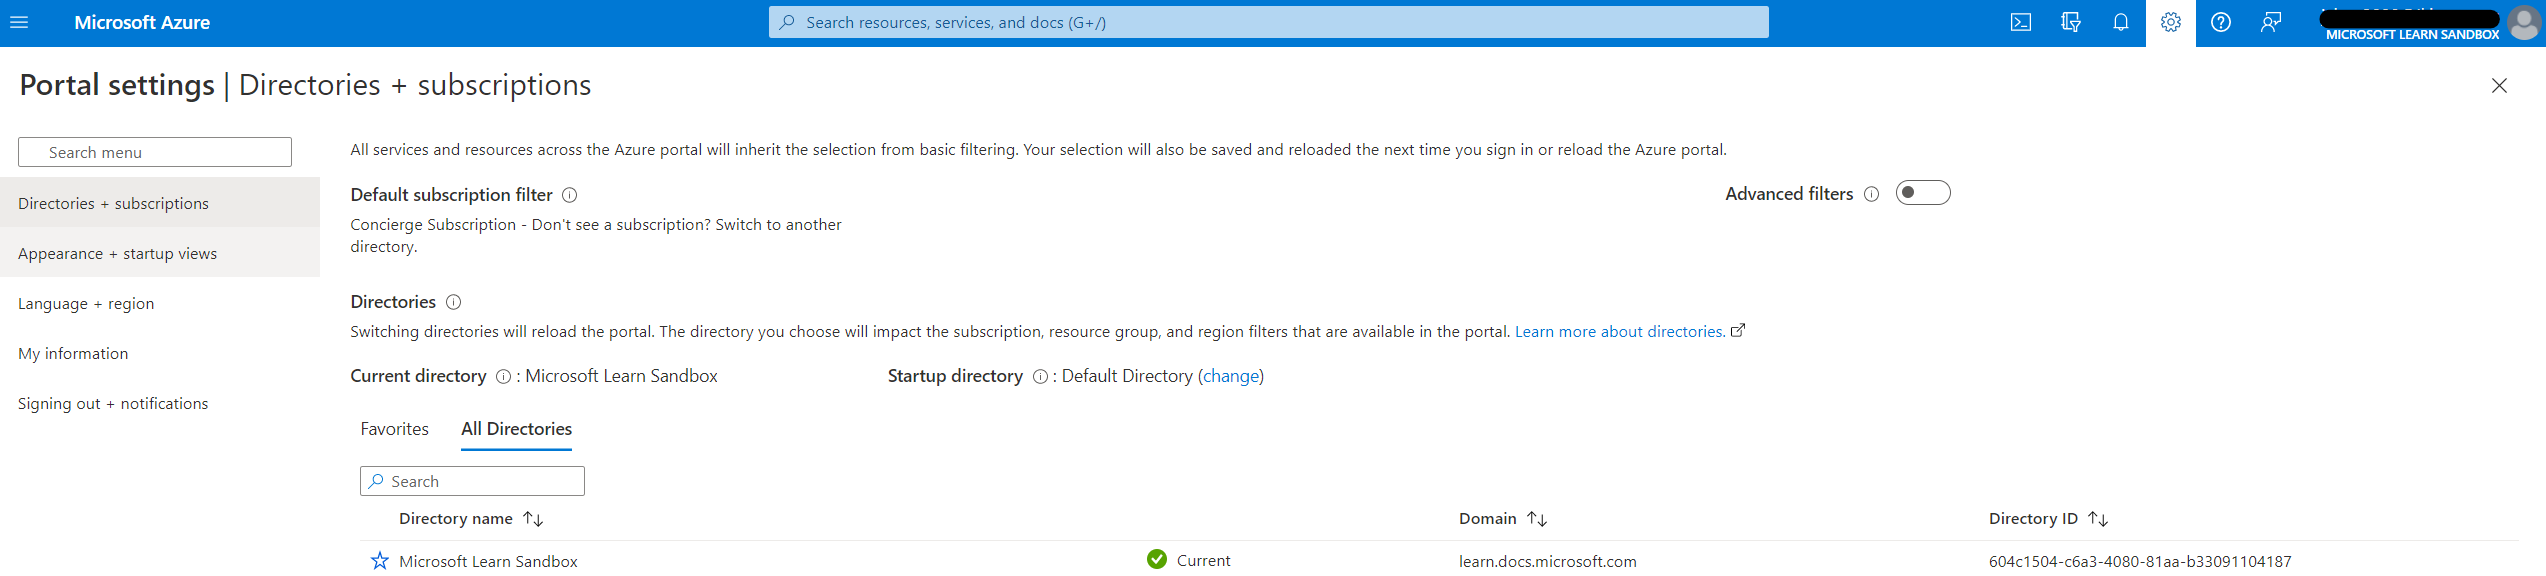 Microsoft Azure
Search resources, services, and docs (G+/)
MICROSOFT LEARN SANDBOX
Portal settings | Directories + subscriptions
Search menu
Directories + subscriptions
Appearance + startup views
Language + region
My information
Signing out + notifications
All services and resources across the Azure portal will inherit the selection from basic filtering. Your selection will also be saved and reloaded the next time you sign in or reload the Azure portal.
Default subscription filter
Advanced filters
Concierge Subscription - Don't see a subscription? Switch to another
directory.
Directories
Switching directories will reload the portal. The directory you choose will impact the subscription, resource group, and region filters that are available in the portal. Learn more about directories.
Current directory : Microsoft Learn Sandbox
Startup directory : Default Directory (change)
Favorites
All Directories
Search
Directory name
Domain
Directory ID
Microsoft Learn Sandbox
Current
learn.docs.microsoft.com
604c1504-c6a3-4080-81aa-b33091104187